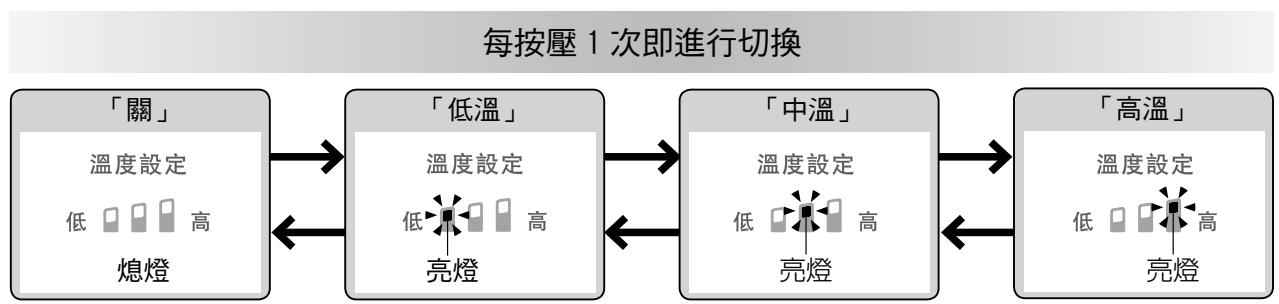 每按壓 1 次即進行切換
「關」
溫度設定
低 高
熄燈
「低溫」
溫度設定
低 高
亮燈
「中溫」
溫度設定
低 高
亮燈
「高溫」
溫度設定
低 高
亮燈